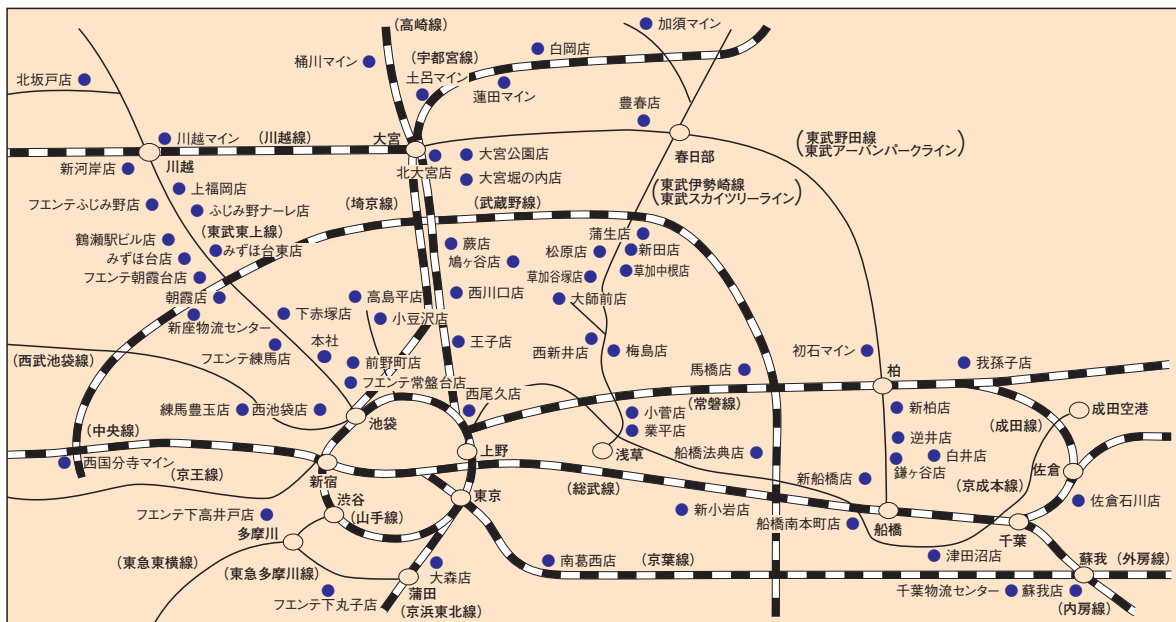 (高崎線)
加須マイン
白岡店
(宇都宮線)
桶川マイン
土呂マイン
北坂戸店
蓮田マイン
豊春店
川越マイン
(川越線)
大宮
(東武野田線
東武アーバンパークライン)
大宮公園店
北大宮店
春日部
川越
新河岸店
大宮堀の内店
上福岡店
(東武伊勢崎線
東武スカイツリーライン)
フエンテふじみ野店
ふじみ野ナーレ店
(埼京線)
(武蔵野線)
(東武東上線)
蒲生店
鶴瀬駅ビル店
みずほ台東店
蕨店
松原店
新田店
みずほ台店
鳩ヶ谷店
草加谷塚店
草加中根店
フエンテ朝霞台店
朝霞店
高島平店
西川口店
大師前店
新座物流センター
下赤塚店
小豆沢店
本社
王子店
西新井店
梅島店
初石マイン
(西武池袋線)
フエンテ練馬店
前野町店
馬橋店
柏
我孫子店
フエンテ常盤台店
練馬豊玉店
西池袋店
西尾久店
(常磐線)
新柏店
成田空港
池袋
小菅店
(成田線)
(中央線)
業平店
逆井店
上野
浅草
船橋法典店
白井店
西国分寺マイン
鎌ヶ谷店
佐倉
(京王線)
新宿
新船橋店
(京成本線)
渋谷
東京
(総武線)
佐倉石川店
フエンテ下高井戸店
(山手線)
新小岩店
船橋南本町店
船橋
千葉
多摩川
(東急東横線)
南葛西店
(京葉線)
津田沼店
蘇我
(外房線)
(東急多摩川線)
大森店
フエンテ下丸子店
蒲田
千葉物流センター
蘇我店
(京浜東北線)
(内房線)